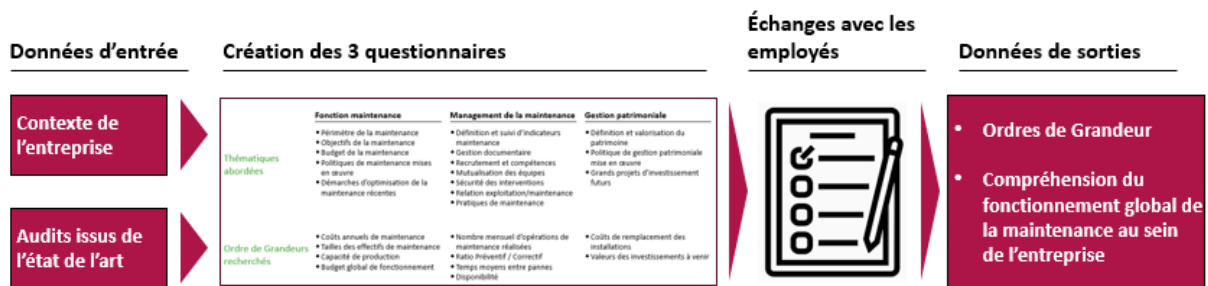 Données d'entrée
Contexte de
l'entreprise
Audits issus de
l'état de l'art
Création des 3 questionnaires
Fonction maintenance
Management de la maintenance
Gestion patrimoniale
Thématiques
abordées
• Périmètre de la maintenance
• Objectifs de la maintenance
• Budget de la maintenance
• Politiques de maintenance mises
en œuvre
• Démarches d'optimisation de la
maintenance récentes
• Définition et suivi d'indicateurs
maintenance
• Gestion documentaire
• Recrutement et compétences
• Mutualisation des équipes
• Sécurité des interventions
• Relation exploitation/maintenance
• Pratiques de maintenance
• Définition et valorisation du
patrimoine
• Politique de gestion patrimoniale
mise en œuvre
• Grands projets d'investissement
futurs
Ordre de Grandeurs
recherchés
• Coûts annuels de maintenance
• Tailles des effectifs de maintenance
• Capacité de production
• Budget global de fonctionnement
• Nombre mensuel d'opérations de
maintenance réalisées
• Ratio Préventif / Correctif
• Temps moyens entre pannes
• Disponibilité
• Coûts de remplacement des
installations
• Valeurs des investissements à venir
Échanges avec les
employés
Données de sorties
• Ordres de Grandeur
• Compréhension du
fonctionnement global de
la maintenance au sein
de l'entreprise